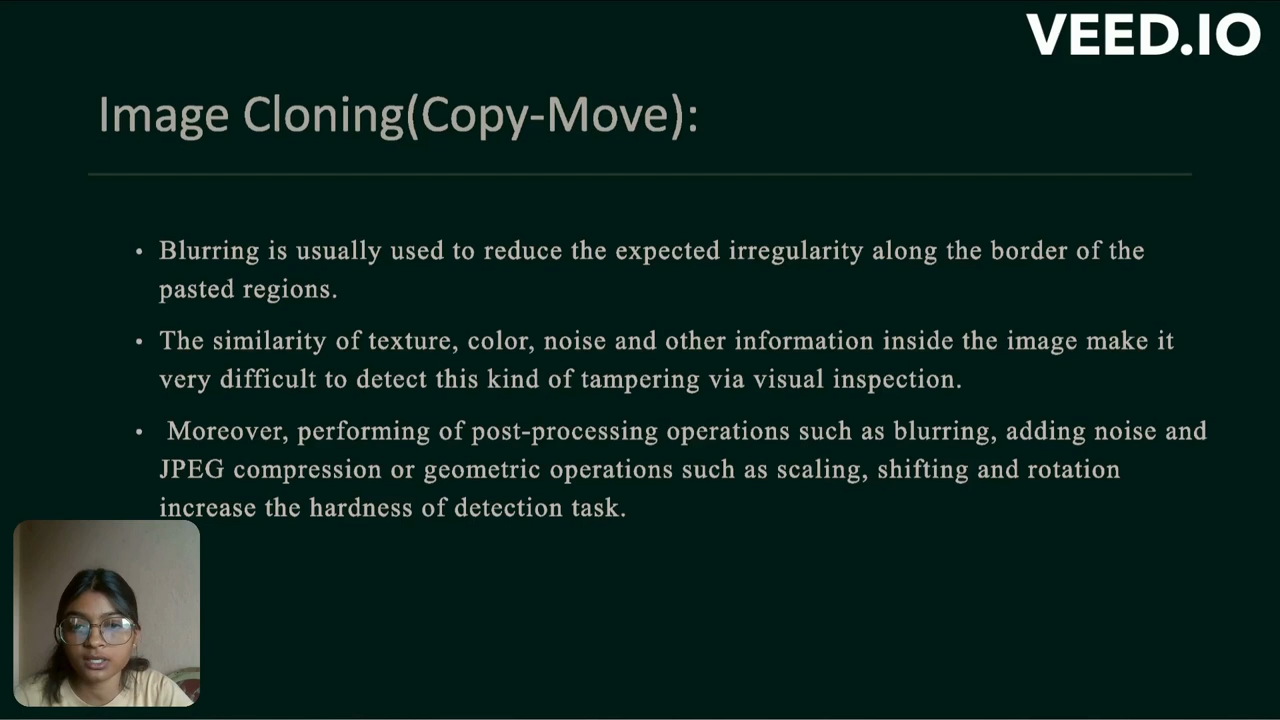 VEED.IO
Image Cloning(Copy-Move):
• Blurring is usually used to reduce the expected irregularity along the border of the
pasted regions.
• The similarity of texture, color, noise and other information inside the image make it
very difficult to detect this kind of tampering via visual inspection.
• Moreover, performing of post-processing operations such as blurring, adding noise and
JPEG compression or geometric operations such as scaling, shifting and rotation
increase the hardness of detection task.